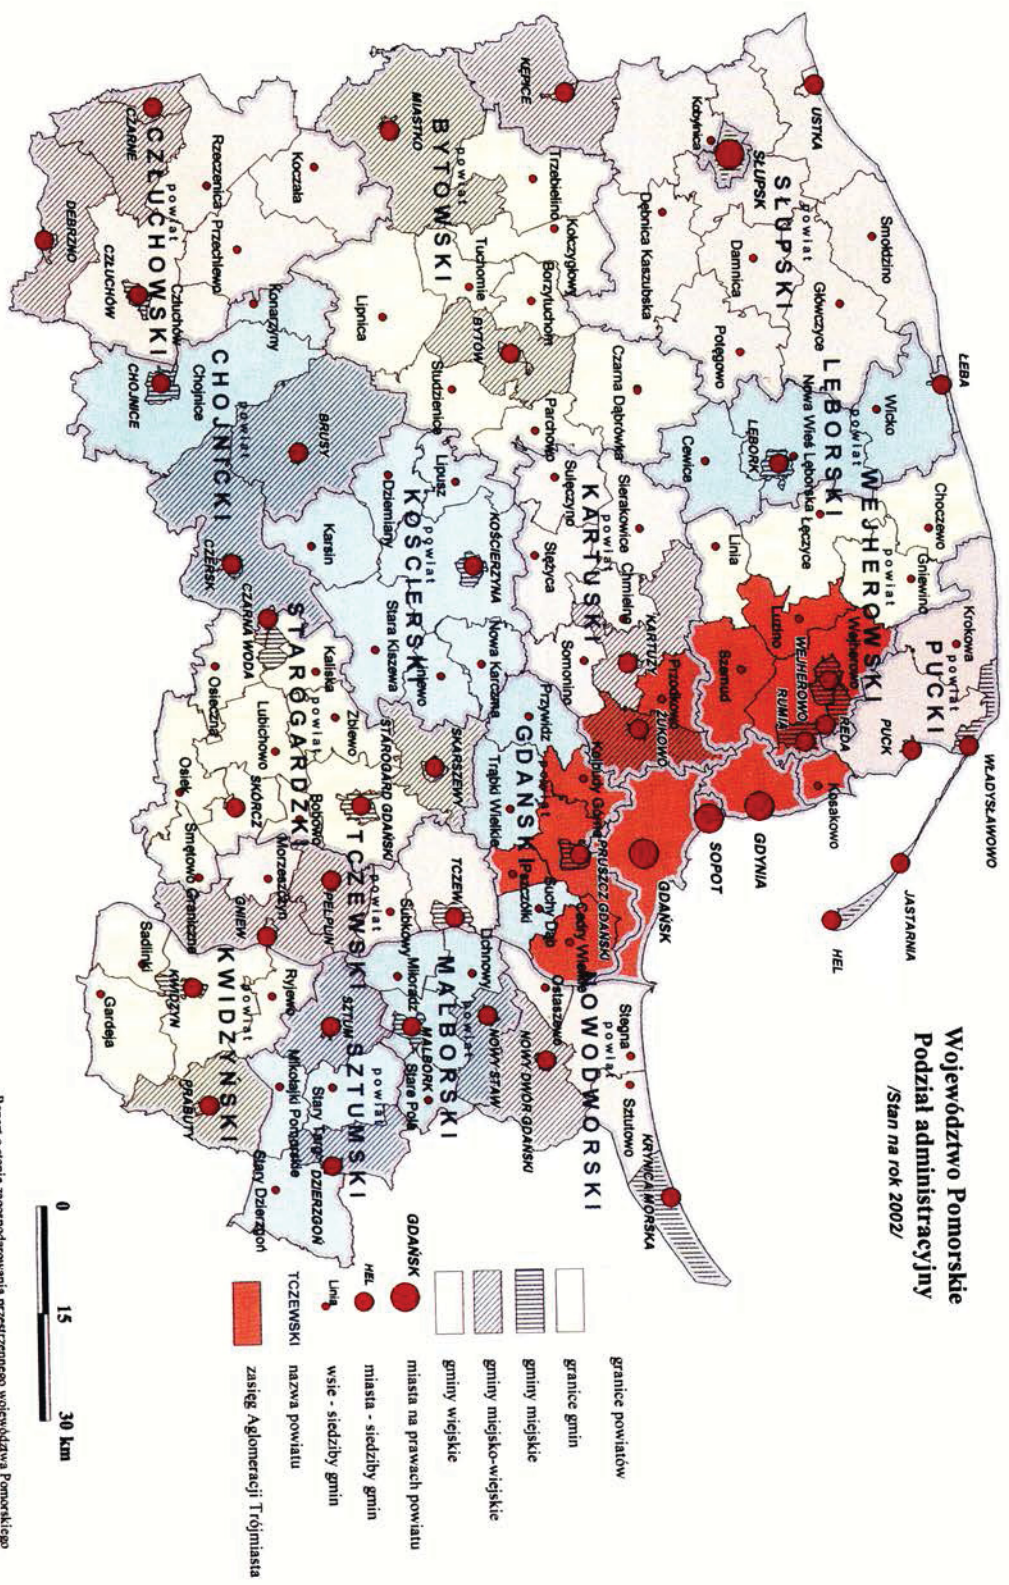 Województwo Pomorskie
Podział administracyjny
/Stan na rok 2002/
USTKA
Smołdzino
ŁEBA
Wicko
Choczewo
Gniewino
Krokowa
powiat
PUCKI
WŁADYSŁAWOWO
JASTARNIA
HEL
PUCK
Kobylnica
SŁUPSK
powiat
SŁUPSKI
Główczyce
Damnica
Potęgowo
Dębnica Kaszubska
powiat
LĘBORSKI
Nowa Wieś Lęborska
LĘBORK
Cewice
Łęczyce
Linia
powiat
WEJHEROWSKI
Wejherowo
WEJHEROWO
REDA
RUMIA
Luzino
Szemud
Kosakowo
GDYNIA
SOPOT
GDAŃSK
KĘPICE
Trzebielino
Kołczygłowy
Borzytuchom
Tuchomie
Czarna Dąbrówka
Parchowo
MIASTKO
powiat
BYTOWSKI
BYTÓW
Studzienice
Lipnica
Sierakowice
Sulęczyno
powiat
KARTUSKI
Chmielno
Stężyca
KARTUZY
Somonino
Przodkowo
ŻUKOWO
Przywidz
powiat
GDAŃSKI
Kolbudy Górne
PRUSZCZ GDAŃSKI
Trąbki Wielkie
Pszczółki
Suchy Dąb
Cedry Wielkie
powiat
NOWODWORSKI
Ostaszewo
Stegna
Sztutowo
KRYNICA MORSKA
NOWY DWÓR GDAŃSKI
Koczała
Rzeczenica
Przechlewo
CZARNE
powiat
CZŁUCHOWSKI
DEBRZNO
CZŁUCHÓW
Człuchów
Konarzyny
powiat
CHOJNICKI
CHOJNICE
Chojnice
BRUSY
CZERSK
Lipusz
Dziemiany
powiat
KOŚCIERSKI
KOŚCIERZYNA
Nowa Karczma
Liniewo
Stara Kiszewa
Karsin
CZARNA WODA
powiat
STAROGARDZKI
Kaliska
Zblewo
SKARSZEWY
STAROGARD GDAŃSKI
Osieczna
Lubichowo
Bobowo
SKÓRCZ
Osiek
Smętowo Graniczne
powiat
TCZEWSKI
TCZEW
Subkowy
PELPLIN
Morzeszczyn
GNIEW
powiat
MALBORSKI
Lichnowy
NOWY STAW
Miłoradz
MALBORK
Stare Pole
powiat
SZTUMSKI
SZTUM
Stary Targ
DZIERZGOŃ
Mikołajki Pomorskie
Stary Dzierzgoń
powiat
KWIDZYŃSKI
Ryjewo
Sadlinki
KWIDZYN
Gardeja
PRABUTY
granice powiatów
granice gmin
gminy miejskie
gminy miejsko-wiejskie
gminy wiejskie
GDAŃSK miasta na prawach powiatu
HEL miasta - siedziby gmin
Linia wsie - siedziby gmin
TCZEWSKI nazwa powiatu
zasięg Aglomeracji Trójmiasta
0 15 30 km
zagospodarowania przestrzennego województwa Pomorskiego